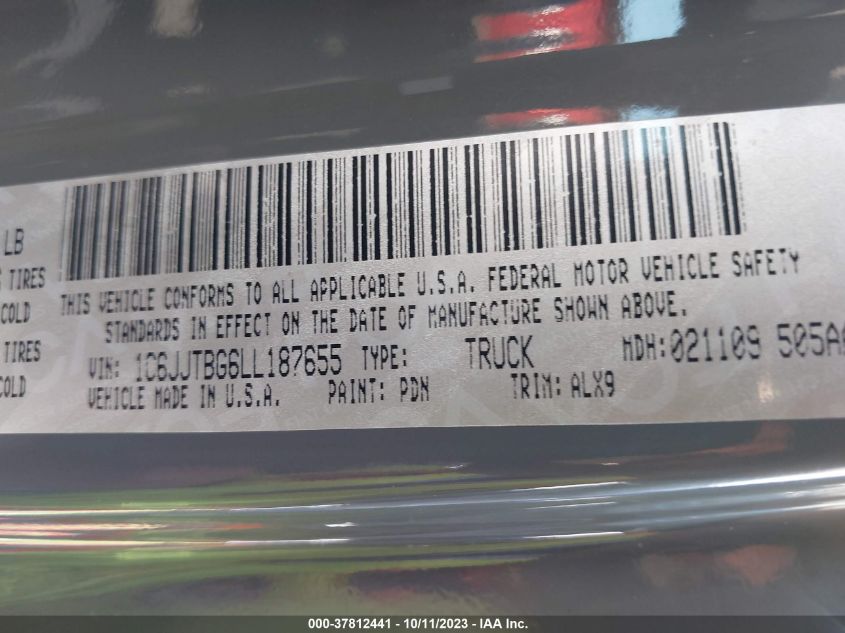 LB
TIRES
COLD
TIRES
COLD
THIS VEHICLE CONFORMS TO ALL APPLICABLE U.S.A. FEDERAL MOTOR VEHICLE SAFETY
STANDARDS IN EFFECT ON THE DATE OF MANUFACTURE SHOWN ABOVE.
VIN: 1C6JJTBG6LL187655 TYPE: TRUCK MDH: 021109 505A
VEHICLE MADE IN U.S.A. PAINT: PDN TRIM: ALX9
000-37812441 - 10/11/2023 - IAA Inc.